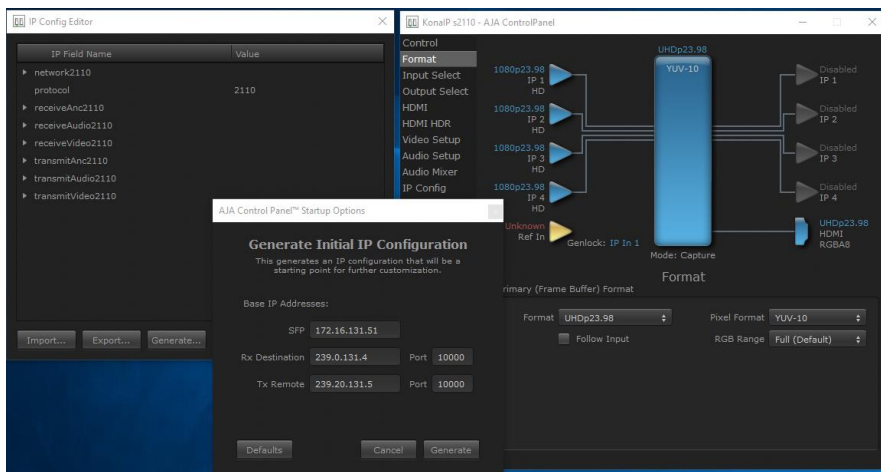 IP Config Editor
IP Field Name Value
network2110
protocol 2110
receiveAnc2110
receiveAudio2110
receiveVideo2110
transmitAnc2110
transmitAudio2110
transmitVideo2110
Import... Export... Generate...
AJA Control Panel™ Startup Options
Generate Initial IP Configuration
This generates an IP configuration that will be a
starting point for further customization.
Base IP Addresses:
SFP 172.16.131.51
Rx Destination 239.0.131.4 Port 10000
Tx Remote 239.20.131.5 Port 10000
Defaults Cancel Generate
KonaIP s2110 - AJA ControlPanel
Control
Format
Input Select
Output Select
HDMI
HDMI HDR
Video Setup
Audio Setup
Audio Mixer
IP Config
1080p23.98
IP 1
HD
1080p23.98
IP 2
HD
1080p23.98
IP 3
HD
1080p23.98
IP 4
HD
Unknown
Ref In
Genlock: IP In 1
UHDp23.98
YUV-10
Mode: Capture
Disabled
IP 1
Disabled
IP 2
Disabled
IP 3
Disabled
IP 4
UHDp23.98
HDMI
RGBA8
Format
rimary (Frame Buffer) Format
Format UHDp23.98 Pixel Format YUV-10
Follow Input RGB Range Full (Default)